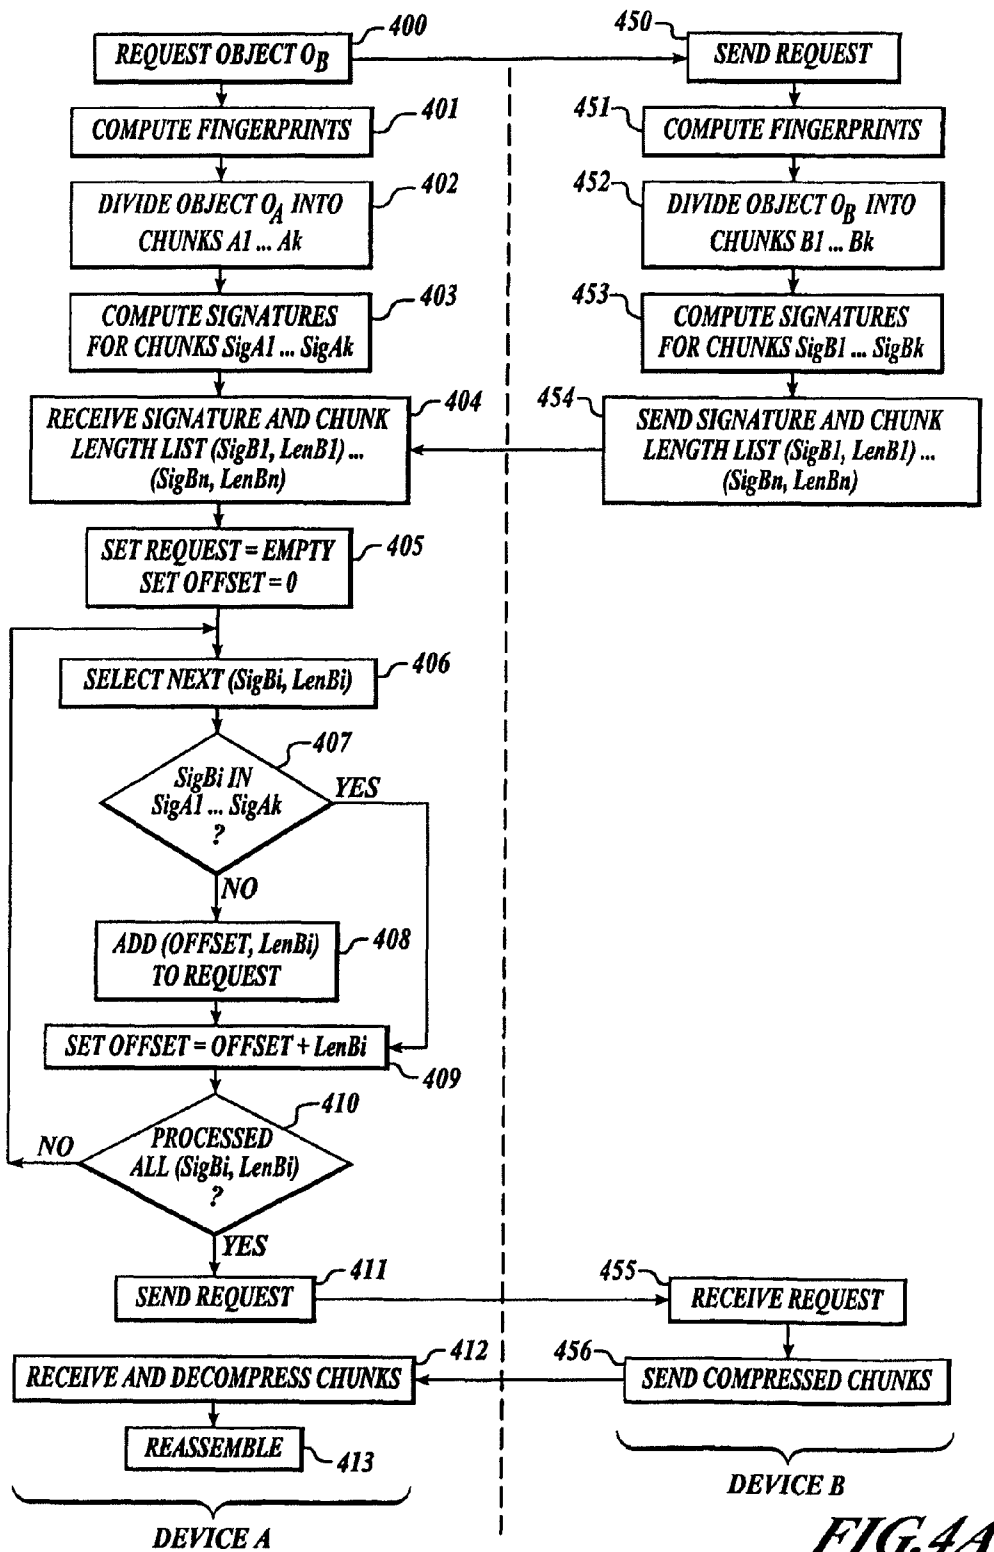 400
REQUEST OBJECT OB
401
COMPUTE FINGERPRINTS
402
DIVIDE OBJECT OA INTO
CHUNKS A1 ... Ak
403
COMPUTE SIGNATURES
FOR CHUNKS SigA1 ... SigAk
404
RECEIVE SIGNATURE AND CHUNK
LENGTH LIST (SigB1, LenB1) ...
(SigBn, LenBn)
405
SET REQUEST = EMPTY
SET OFFSET = 0
406
SELECT NEXT (SigBi, LenBi)
407
SigBi IN
SigA1 ... SigAk
?
YES
NO
408
ADD (OFFSET, LenBi)
TO REQUEST
SET OFFSET = OFFSET + LenBi
409
410
PROCESSED
ALL (SigBi, LenBi)
?
NO
YES
411
SEND REQUEST
412
RECEIVE AND DECOMPRESS CHUNKS
REASSEMBLE
413
DEVICE A
450
SEND REQUEST
451
COMPUTE FINGERPRINTS
452
DIVIDE OBJECT OB INTO
CHUNKS B1 ... Bk
453
COMPUTE SIGNATURES
FOR CHUNKS SigB1 ... SigBk
454
SEND SIGNATURE AND CHUNK
LENGTH LIST (SigB1, LenB1) ...
(SigBn, LenBn)
455
RECEIVE REQUEST
456
SEND COMPRESSED CHUNKS
DEVICE B
FIG.4A